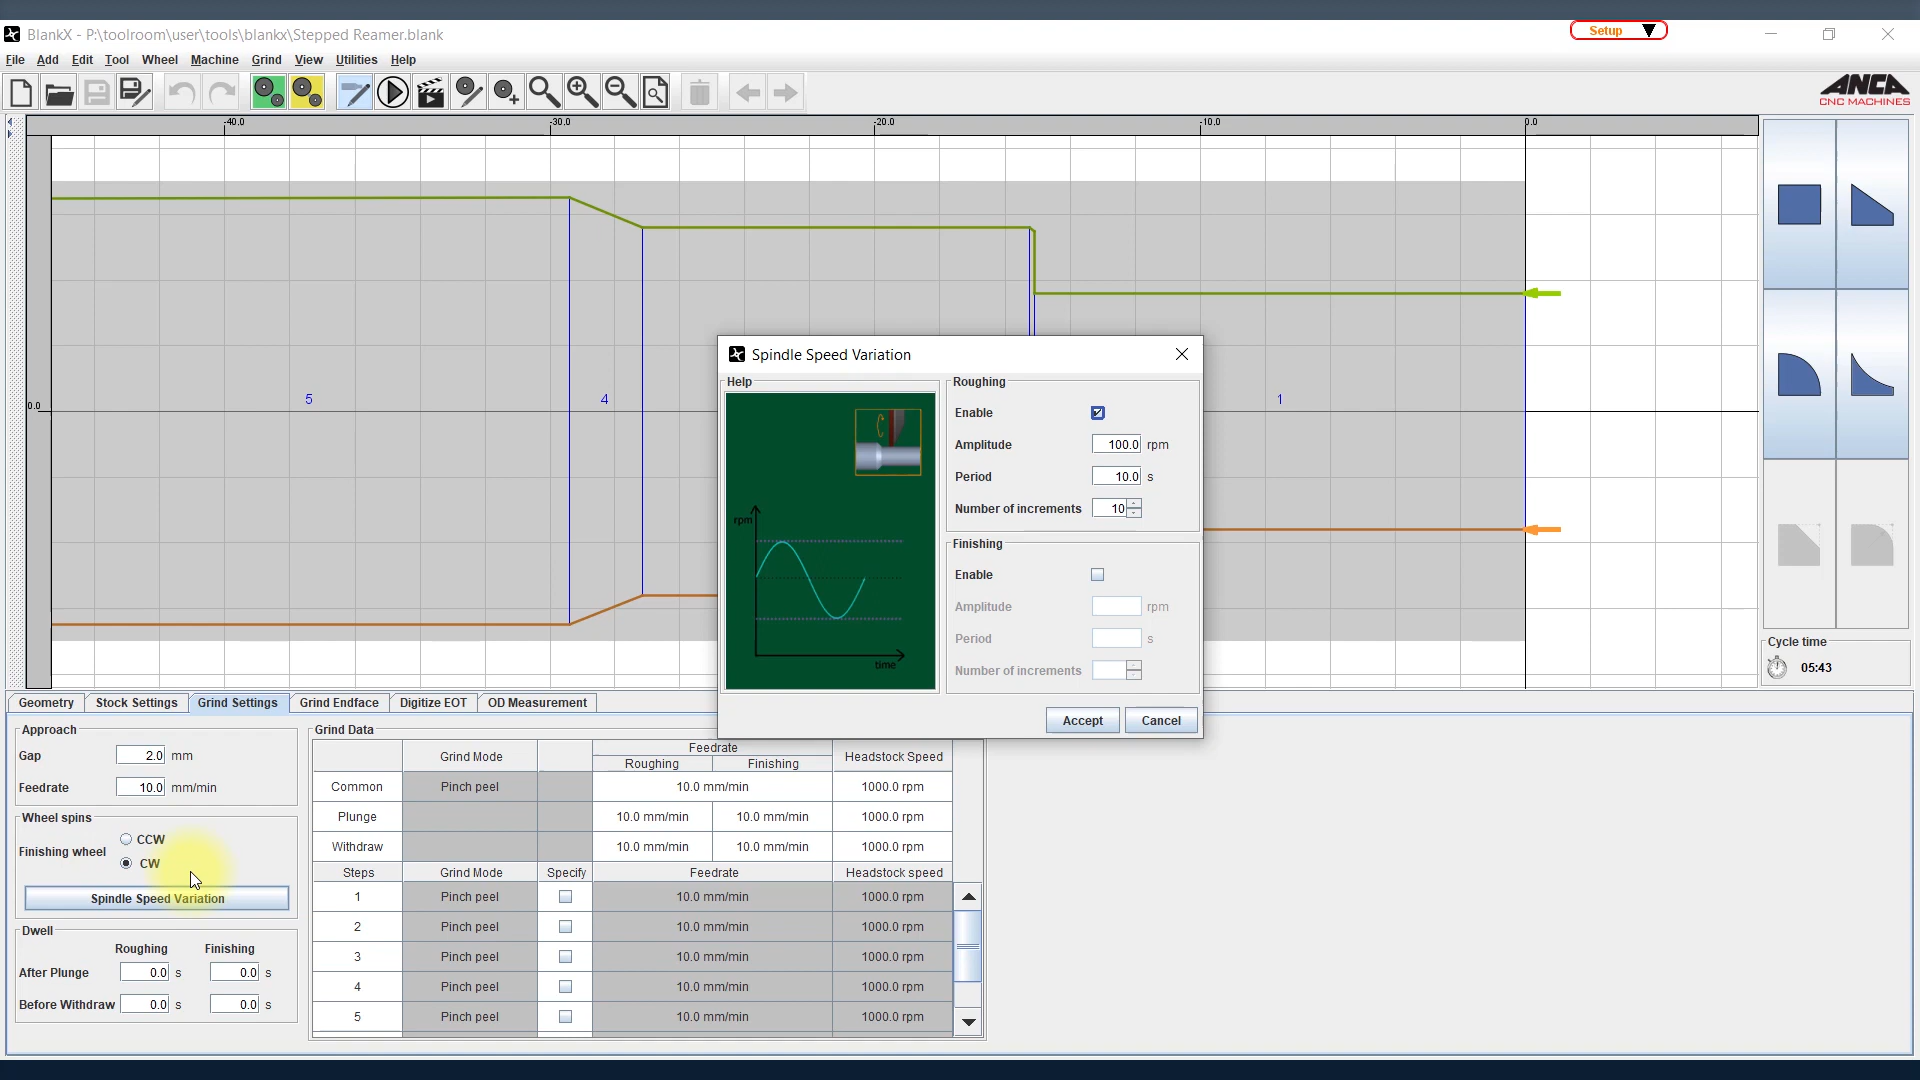 Setup
BlankX - P:\toolroom\user\tools\blankx\Stepped Reamer.blank
File Add Edit Tool Wheel Machine Grind View Utilities Help
ANCA
CNC MACHINES
-40.0 -30.0 -20.0 -10.0 0.0
0.0
5 4 1
Spindle Speed Variation
Help
rpm
time
Roughing
Enable
Amplitude 100.0 rpm
Period 10.0 s
Number of increments 10
Finishing
Enable
Amplitude rpm
Period s
Number of increments
Accept Cancel
Cycle time
05:43
Geometry Stock Settings Grind Settings Grind Endface Digitize EOT OD Measurement
Approach
Gap 2.0 mm
Feedrate 10.0 mm/min
Wheel spins
Finishing wheel
CCW
CW
Spindle Speed Variation
Dwell
Roughing Finishing
After Plunge 0.0 s 0.0 s
Before Withdraw 0.0 s 0.0 s
Grind Data
Grind Mode Feedrate Headstock Speed
Roughing Finishing
Common Pinch peel 10.0 mm/min 1000.0 rpm
Plunge 10.0 mm/min 10.0 mm/min 1000.0 rpm
Withdraw 10.0 mm/min 10.0 mm/min 1000.0 rpm
Steps Grind Mode Specify Feedrate Headstock speed
1 Pinch peel 10.0 mm/min 1000.0 rpm
2 Pinch peel 10.0 mm/min 1000.0 rpm
3 Pinch peel 10.0 mm/min 1000.0 rpm
4 Pinch peel 10.0 mm/min 1000.0 rpm
5 Pinch peel 10.0 mm/min 1000.0 rpm